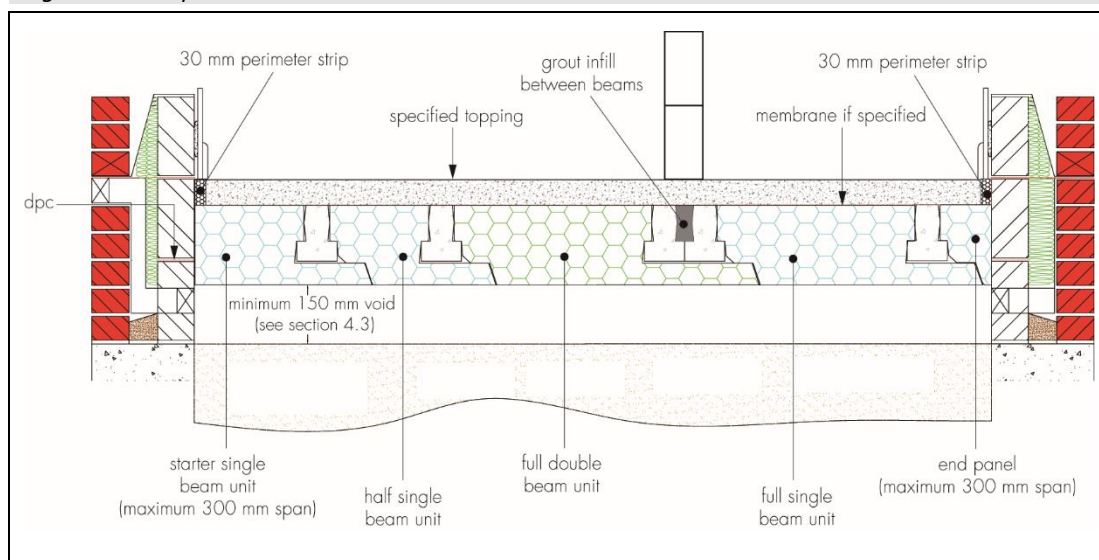 30 mm perimeter strip
grout infill
between beams
30 mm perimeter strip
specified topping
membrane if specified
dpc
minimum 150 mm void
(see section 4.3)
starter single
beam unit
(maximum 300 mm span)
half single
beam unit
full double
beam unit
full single
beam unit
end panel
(maximum 300 mm span)